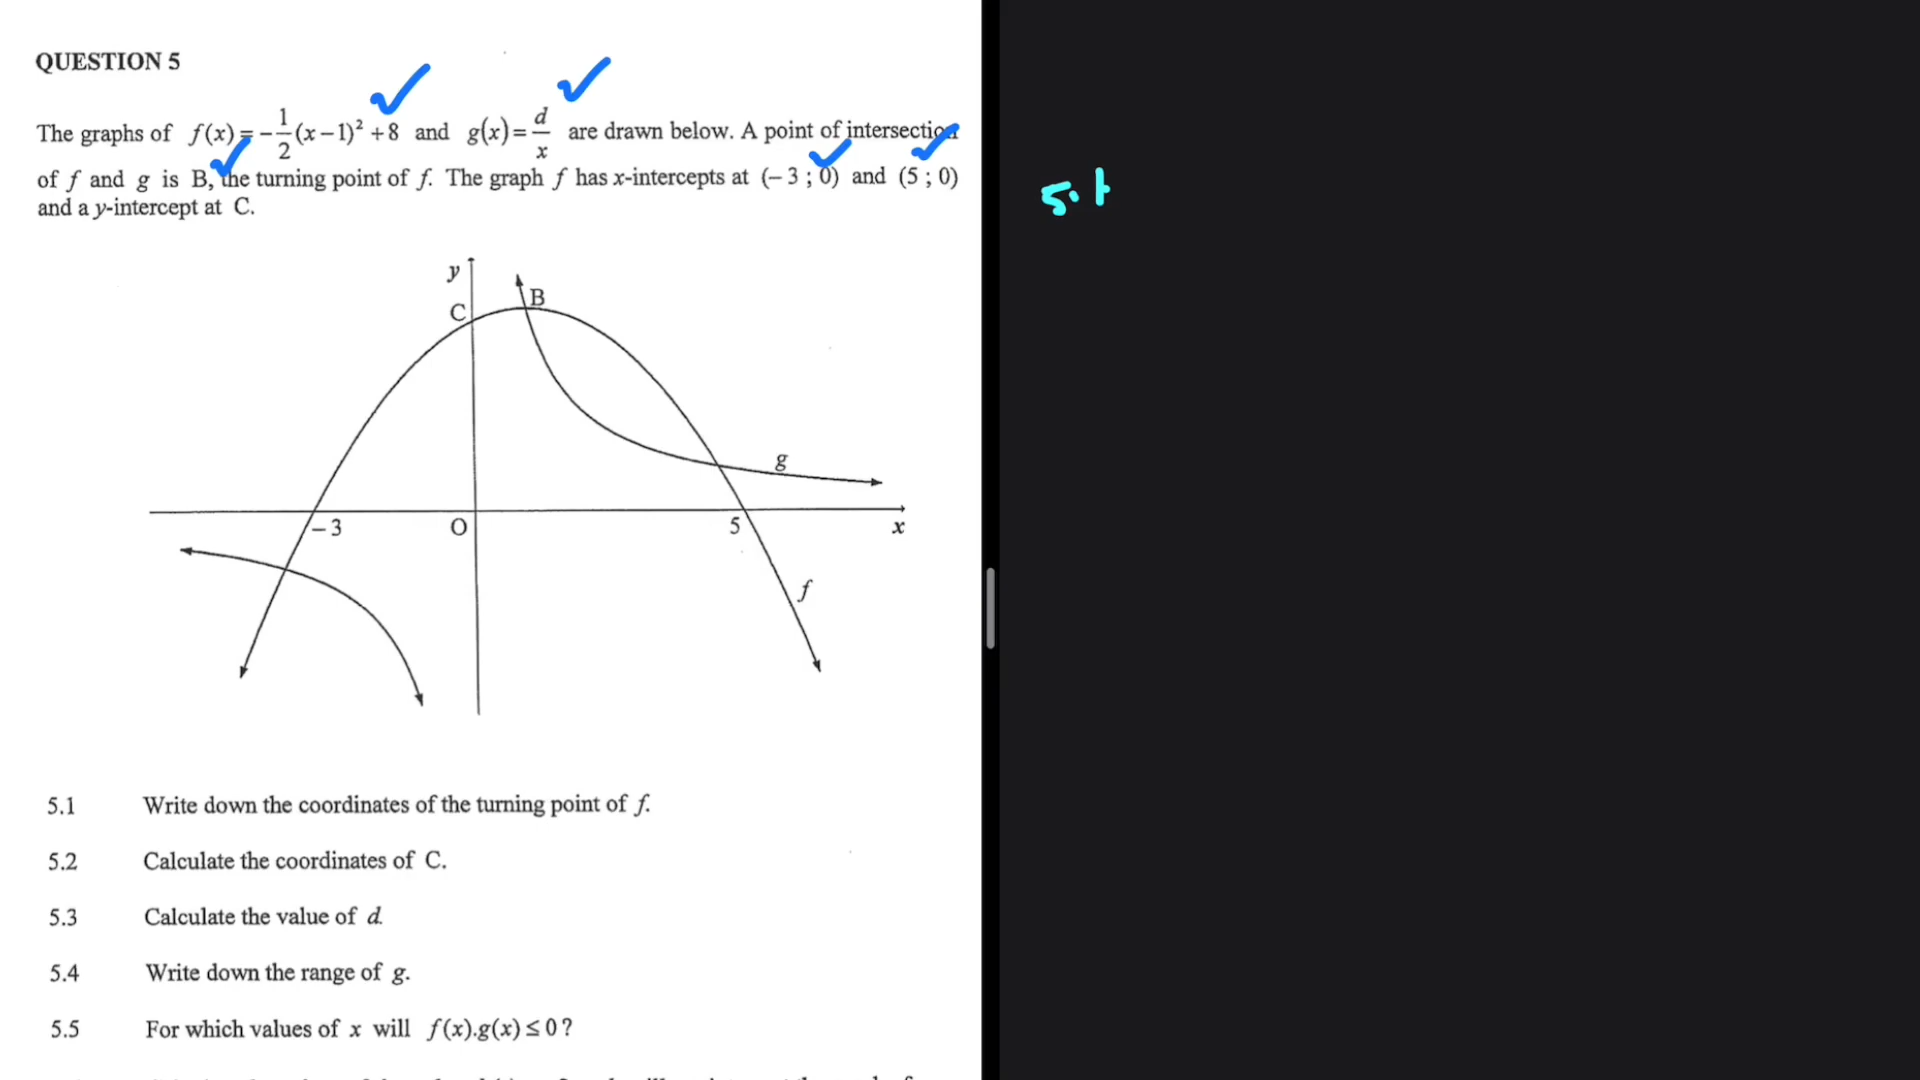 QUESTION 5
The graphs of f(x) = -1/2(x-1)² + 8 and g(x) = d/x are drawn below. A point of intersection
of f and g is B, the turning point of f. The graph f has x-intercepts at (– 3 ; 0) and (5 ; 0)
and a y-intercept at C.
5.1
y
C
B
g
– 3
O
5
x
f
5.1 Write down the coordinates of the turning point of f.
5.2 Calculate the coordinates of C.
5.3 Calculate the value of d.
5.4 Write down the range of g.
5.5 For which values of x will f(x).g(x) ≤ 0 ?